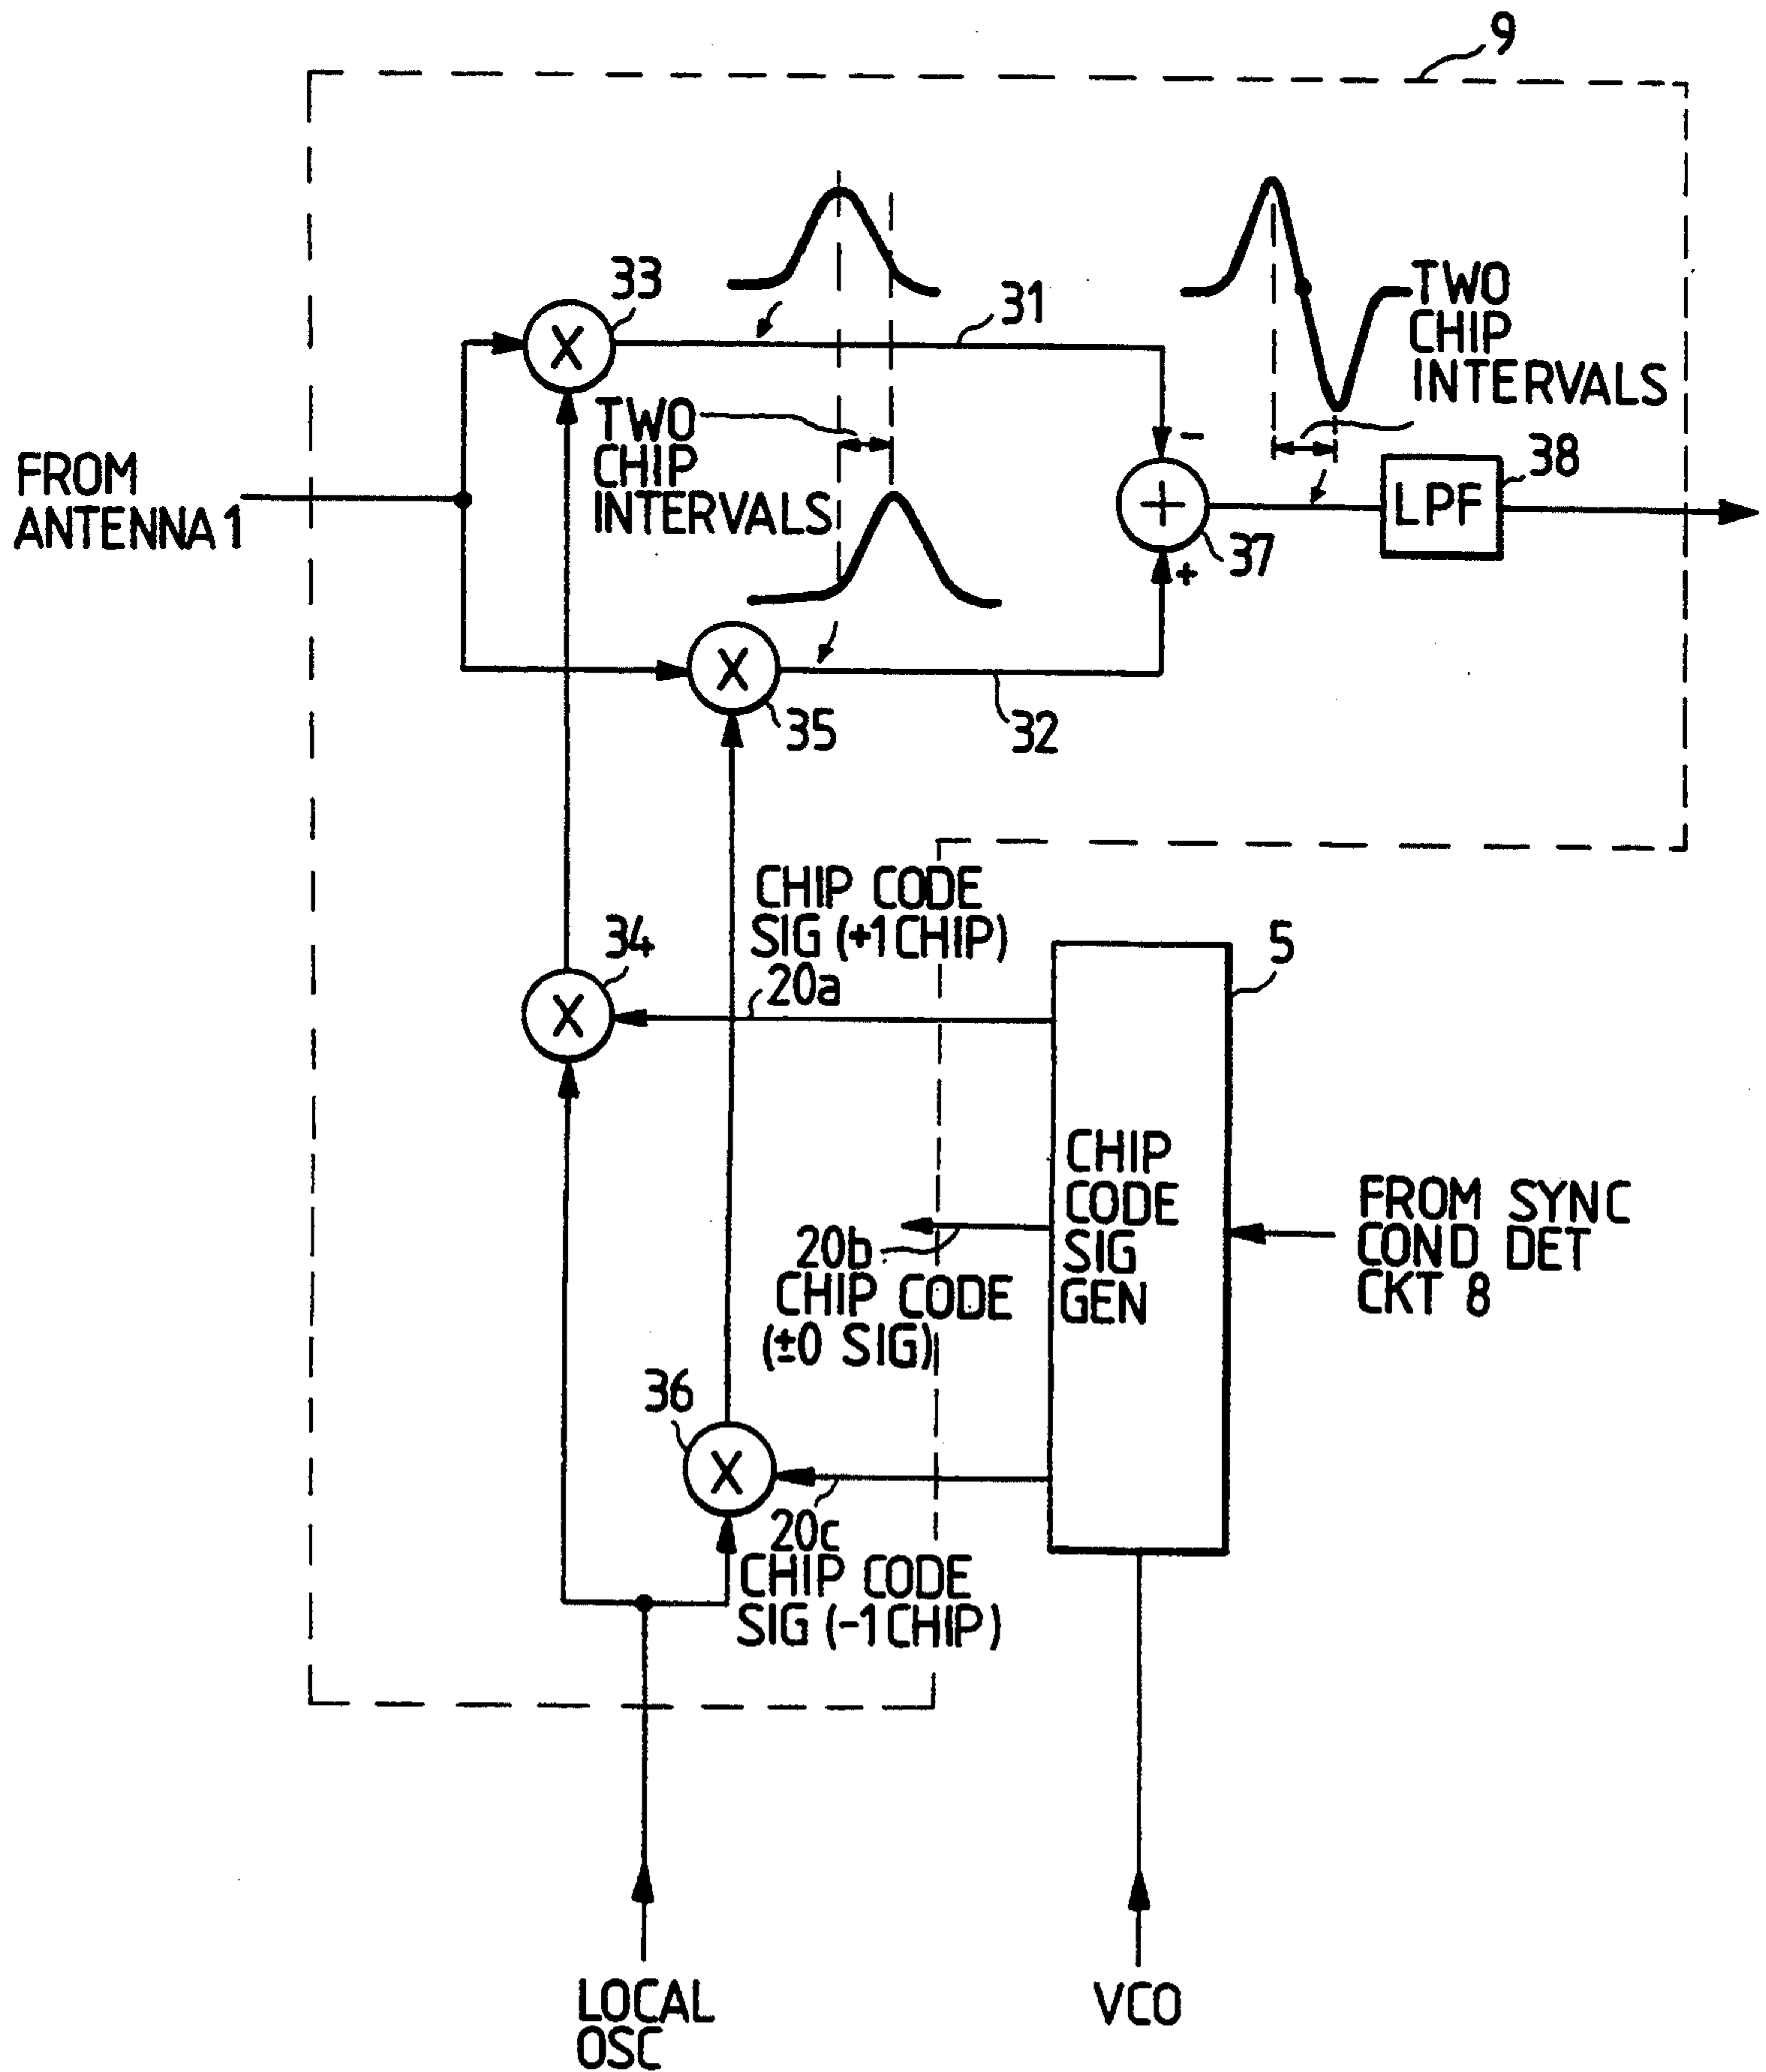 9
33
31
TWO
CHIP
INTERVALS
TWO
CHIP
INTERVALS
FROM
ANTENNA 1
X
-
+
+
37
LPF
38
X
35
32
CHIP CODE
SIG (+1 CHIP)
20a
34
X
5
CHIP
CODE
SIG
GEN
20b
CHIP CODE
(±0 SIG)
FROM SYNC
COND DET
CKT 8
36
X
20c
CHIP CODE
SIG (-1 CHIP)
LOCAL
OSC
VCO